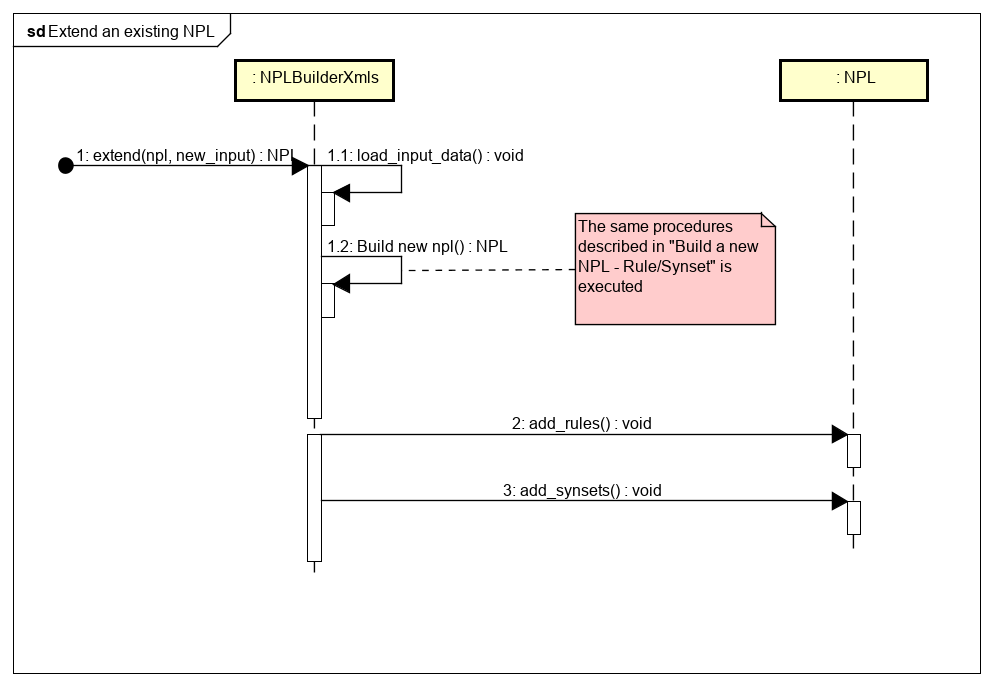 sd Extend an existing NPL
: NPLBuilderXmls
: NPL
1: extend(npl, new_input) : NPL
1.1: load_input_data() : void
The same procedures
described in "Build a new
NPL - Rule/Synset" is
executed
1.2: Build new npl() : NPL
2: add_rules() : void
3: add_synsets() : void